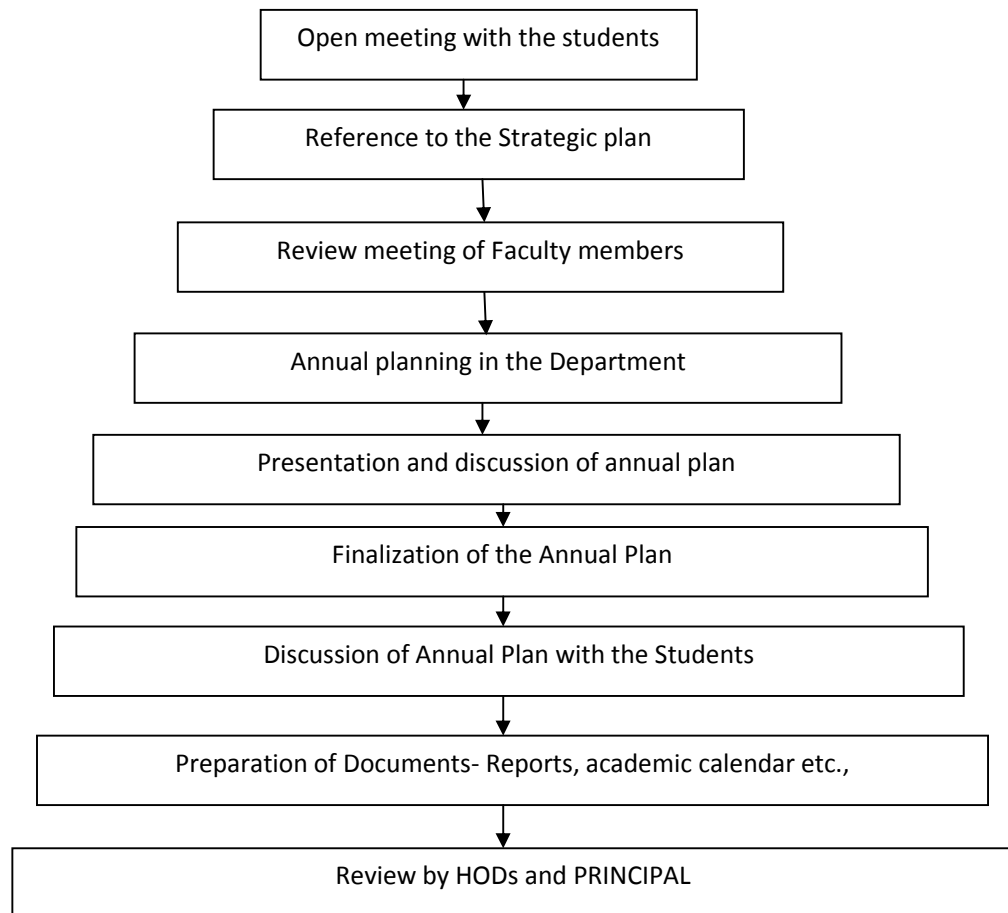 Open meeting with the students
Reference to the Strategic plan
Review meeting of Faculty members
Annual planning in the Department
Presentation and discussion of annual plan
Finalization of the Annual Plan
Discussion of Annual Plan with the Students
Preparation of Documents- Reports, academic calendar etc.,
Review by HODs and PRINCIPAL